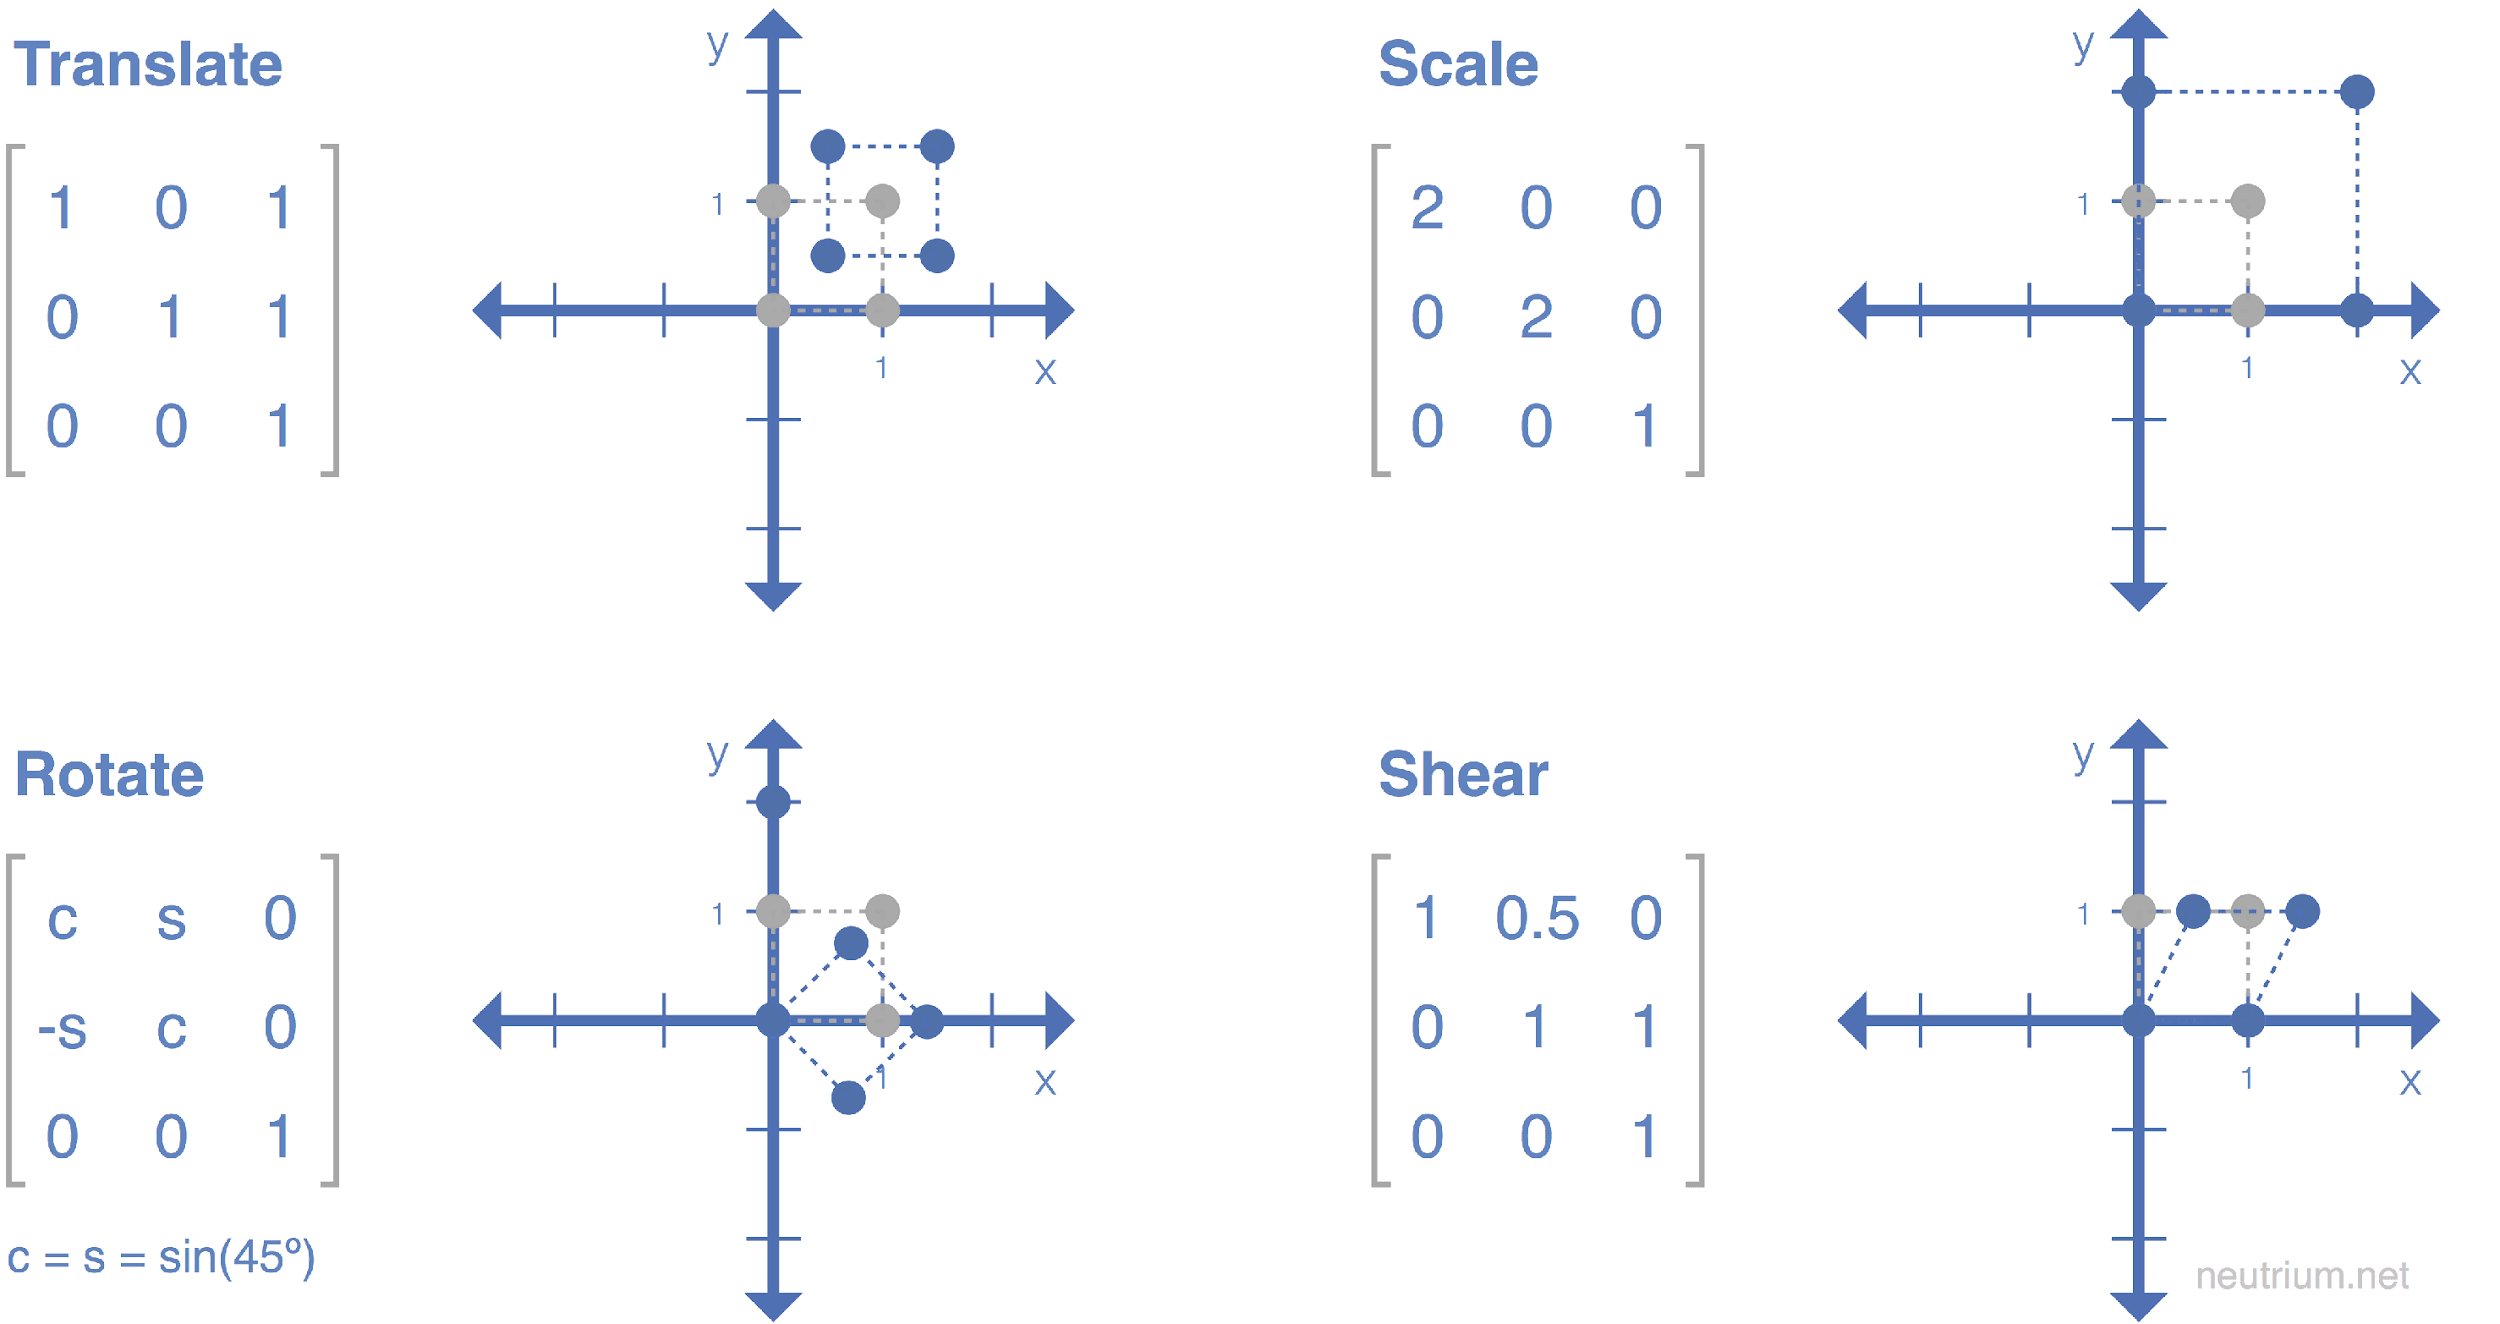 Translate
1 0 1
0 1 1
0 0 1
y
1
1
x
Scale
2 0 0
0 2 0
0 0 1
y
1
1
x
Rotate
c s 0
-s c 0
0 0 1
c = s = sin(45º)
y
1
1
x
Shear
1 0.5 0
0 1 1
0 0 1
y
1
1
x
neutrium.net